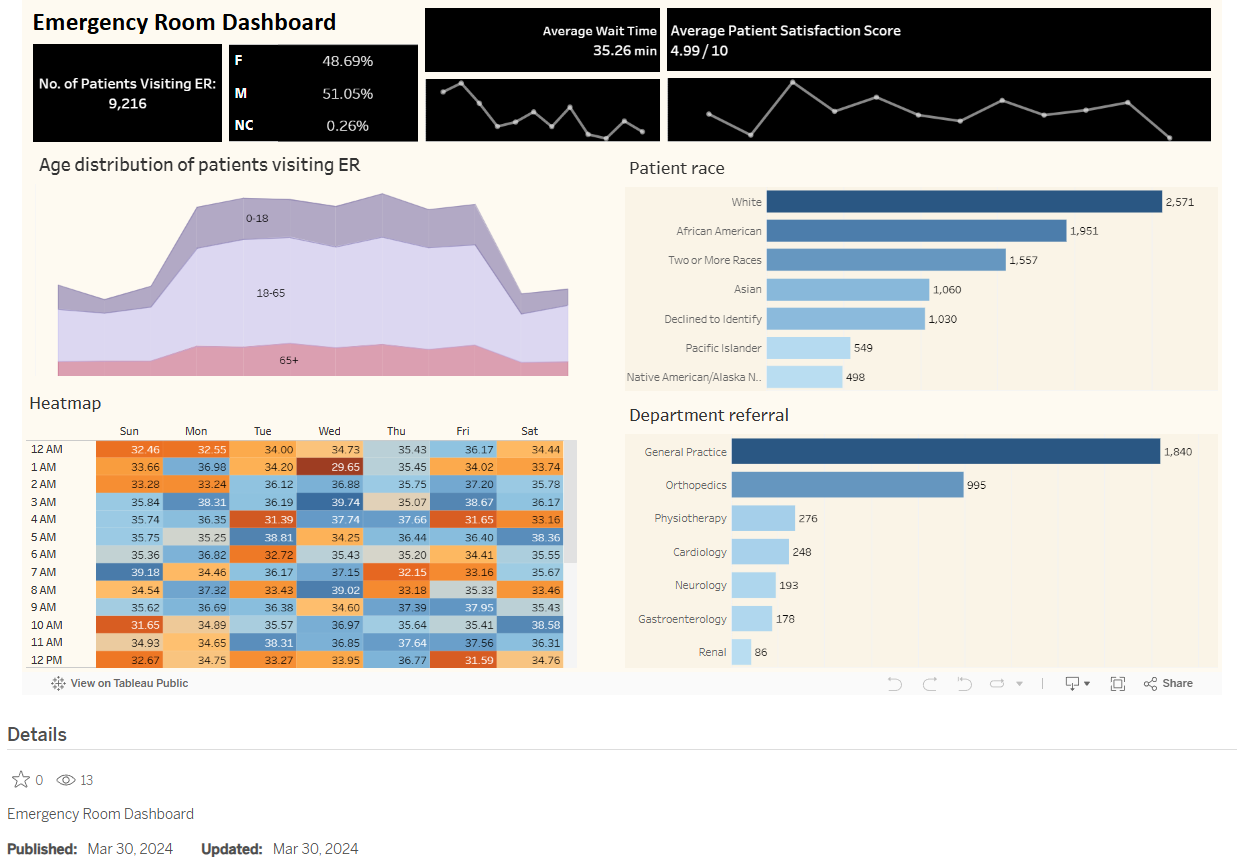 Emergency Room Dashboard
No. of Patients Visiting ER:
9,216
F 48.69%
M 51.05%
NC 0.26%
Average Wait Time
35.26 min
Average Patient Satisfaction Score
4.99 / 10
Age distribution of patients visiting ER
0-18
18-65
65+
Patient race
White 2,571
African American 1,951
Two or More Races 1,557
Asian 1,060
Declined to Identify 1,030
Pacific Islander 549
Native American/Alaska N.. 498
Heatmap
Sun Mon Tue Wed Thu Fri Sat
12 AM 32.46 32.55 34.00 34.73 35.43 36.17 34.44
1 AM 33.66 36.98 34.20 29.65 35.45 34.02 33.74
2 AM 33.28 33.24 36.12 36.88 35.75 37.20 35.78
3 AM 35.84 38.31 36.19 39.74 35.07 38.67 36.17
4 AM 35.74 36.35 31.39 37.74 37.66 31.65 33.16
5 AM 35.75 35.25 38.81 34.25 36.44 36.40 38.36
6 AM 35.36 36.82 32.72 35.43 35.20 34.41 35.55
7 AM 39.18 34.46 36.17 37.15 32.15 33.16 35.67
8 AM 34.54 37.32 33.43 39.02 33.18 35.33 33.46
9 AM 35.62 36.69 36.38 34.60 37.39 37.95 35.43
10 AM 31.65 34.89 35.57 36.97 35.64 35.41 38.58
11 AM 34.93 34.65 38.31 36.85 37.64 37.56 36.31
12 PM 32.67 34.75 33.27 33.95 36.77 31.59 34.76
Department referral
General Practice 1,840
Orthopedics 995
Physiotherapy 276
Cardiology 248
Neurology 193
Gastroenterology 178
Renal 86
View on Tableau Public
Share
Details
0 13
Emergency Room Dashboard
Published: Mar 30, 2024 Updated: Mar 30, 2024